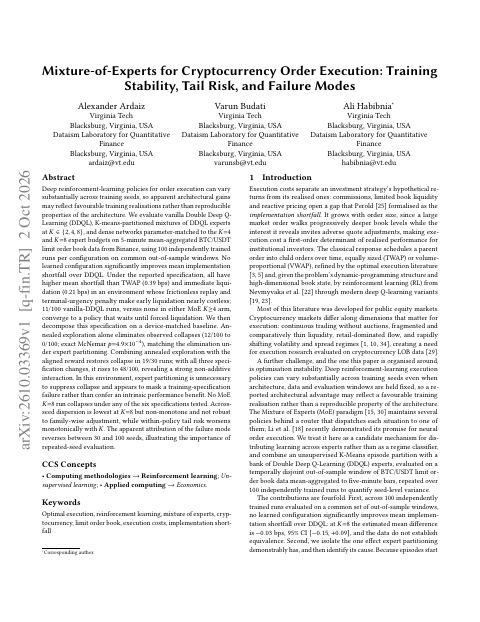 Mixture-of-Experts for Cryptocurrency Order Execution: Training
Stability, Tail Risk, and Failure Modes
Alexander Ardaiz
Virginia Tech
Blacksburg, Virginia, USA
Dataism Laboratory for Quantitative
Finance
Blacksburg, Virginia, USA
ardaiz@vt.edu
Varun Budati
Virginia Tech
Blacksburg, Virginia, USA
Dataism Laboratory for Quantitative
Finance
Blacksburg, Virginia, USA
varunsb@vt.edu
Ali Habibnia*
Virginia Tech
Blacksburg, Virginia, USA
Dataism Laboratory for Quantitative
Finance
Blacksburg, Virginia, USA
habibnia@vt.edu
arXiv:2610.03369v1 [q-fin.TR] 2 Oct 2026
Abstract
Deep reinforcement-learning policies for order execution can vary
substantially across training seeds, so apparent architectural gains
may reflect favourable training realisations rather than reproducible
properties of the architecture. We evaluate vanilla Double Deep Q-
Learning (DDQL), K-means-partitioned mixtures of DDQL experts
at K ∈ {2, 4, 8}, and dense networks parameter-matched to the K=4
and K=8 expert budgets on 5-minute mean-aggregated BTC/USDT
limit order book data from Binance, using 100 independently trained
runs per configuration on common out-of-sample windows. No
learned configuration significantly improves mean implementation
shortfall over DDQL. Under the reported specification, all have
higher mean shortfall than TWAP (0.39 bps) and immediate liqui-
dation (0.21 bps) in an environment whose frictionless replay and
terminal-urgency penalty make early liquidation nearly costless;
11/100 vanilla-DDQL runs, versus none in either MoE K≥4 arm,
converge to a policy that waits until forced liquidation. We then
decompose this specification on a device-matched baseline. An-
nealed exploration alone eliminates observed collapses (12/100 to
0/100; exact McNemar p=4.9×10⁻⁴), matching the elimination un-
der expert partitioning. Combining annealed exploration with the
aligned reward restores collapse in 19/30 runs; with all three speci-
fication changes, it rises to 48/100, revealing a strong non-additive
interaction. In this environment, expert partitioning is unnecessary
to suppress collapse and appears to mask a training-specification
failure rather than confer an intrinsic performance benefit. No MoE
K=8 run collapses under any of the six specifications tested. Across-
seed dispersion is lowest at K=8 but non-monotone and not robust
to family-wise adjustment, while within-policy tail risk worsens
monotonically with K. The apparent attribution of the failure mode
reverses between 30 and 100 seeds, illustrating the importance of
repeated-seed evaluation.
CCS Concepts
• Computing methodologies → Reinforcement learning; Un-
supervised learning; • Applied computing → Economics.
Keywords
Optimal execution, reinforcement learning, mixture of experts, cryp-
tocurrency, limit order book, execution costs, implementation short-
fall
*Corresponding author.
1 Introduction
Execution costs separate an investment strategy's hypothetical re-
turns from its realised ones: commissions, limited book liquidity
and reactive pricing open a gap that Perold [25] formalised as the
implementation shortfall. It grows with order size, since a large
market order walks progressively deeper book levels while the
interest it reveals invites adverse quote adjustments, making exe-
cution cost a first-order determinant of realised performance for
institutional investors. The classical response schedules a parent
order into child orders over time, equally sized (TWAP) or volume-
proportional (VWAP), refined by the optimal execution literature
[3, 5] and, given the problem's dynamic-programming structure and
high-dimensional book state, by reinforcement learning (RL) from
Nevmyvaka et al. [22] through modern deep Q-learning variants
[19, 23].
Most of this literature was developed for public equity markets.
Cryptocurrency markets differ along dimensions that matter for
execution: continuous trading without auctions, fragmented and
comparatively thin liquidity, retail-dominated flow, and rapidly
shifting volatility and spread regimes [1, 10, 34], creating a need
for execution research evaluated on cryptocurrency LOB data [29].
A further challenge, and the one this paper is organised around,
is optimisation instability. Deep reinforcement-learning execution
policies can vary substantially across training seeds even when
architecture, data and evaluation windows are held fixed, so a re-
ported architectural advantage may reflect a favourable training
realisation rather than a reproducible property of the architecture.
The Mixture of Experts (MoE) paradigm [15, 30] maintains several
policies behind a router that dispatches each situation to one of
them; Li et al. [18] recently demonstrated its promise for neural
order execution. We treat it here as a candidate mechanism for dis-
tributing learning across experts rather than as a regime classifier,
and combine an unsupervised K-Means episode partition with a
bank of Double Deep Q-Learning (DDQL) experts, evaluated on a
temporally disjoint out-of-sample window of BTC/USDT limit or-
der book data mean-aggregated to five-minute bars, repeated over
100 independently trained runs to quantify seed-level variance.
The contributions are fourfold. First, across 100 independently
trained runs evaluated on a common set of out-of-sample windows,
no learned configuration significantly improves mean implemen-
tation shortfall over DDQL: at K=8 the estimated mean difference
is −0.03 bps, 95% CI [−0.15, +0.09], and the data do not establish
equivalence. Second, we isolate the one effect expert partitioning
demonstrably has, and then identify its cause. Because episodes start